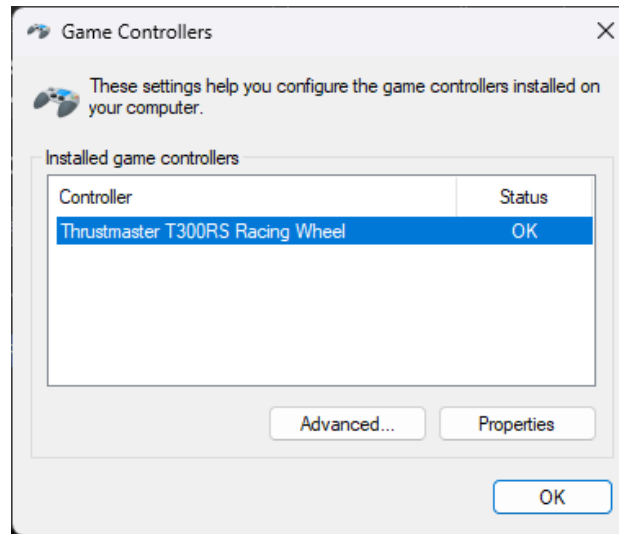 Game Controllers
These settings help you configure the game controllers installed on
your computer.
Installed game controllers
Controller Status
Thrustmaster T300RS Racing Wheel OK
Advanced... Properties
OK